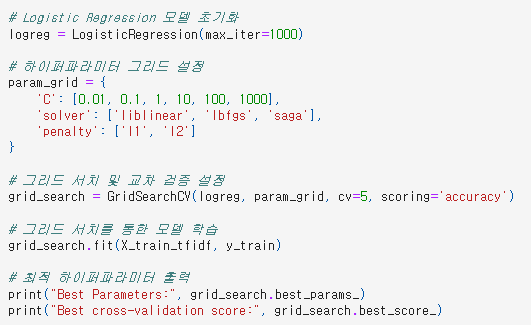 # Logistic Regression 모델 초기화
logreg = LogisticRegression(max_iter=1000)
# 하이퍼파라미터 그리드 설정
param_grid = {
'C': [0.01, 0.1, 1, 10, 100, 1000],
'solver': ['liblinear', 'lbfgs', 'saga'],
'penalty': ['l1', 'l2']
}
# 그리드 서치 및 교차 검증 설정
grid_search = GridSearchCV(logreg, param_grid, cv=5, scoring='accuracy')
# 그리드 서치를 통한 모델 학습
grid_search.fit(X_train_tfidf, y_train)
# 최적 하이퍼파라미터 출력
print("Best Parameters:", grid_search.best_params_)
print("Best cross-validation score:", grid_search.best_score_)